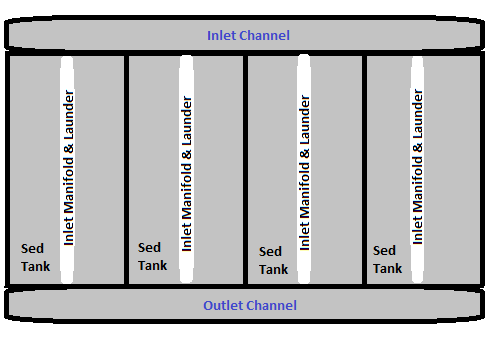 Inlet Channel
Inlet Manifold & Launder
Inlet Manifold & Launder
Inlet Manifold & Launder
Inlet Manifold & Launder
Sed
Tank
Sed
Tank
Sed
Tank
Sed
Tank
Outlet Channel